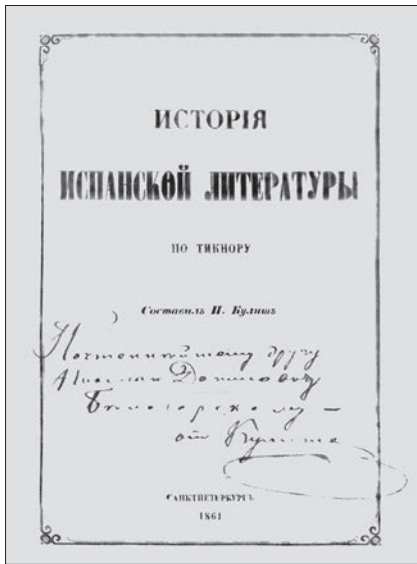 ИСТОРІЯ
ИСПАНСКОЙ ЛИТЕРАТУРЫ
ПО ТИКНОРУ
Составилъ П. Кулишъ
Почтеннѣйшему другу
Николаю Даниловичу
Бѣлозерскому —
отъ Кулиша
САНКТПЕТЕРБУРГЪ.
1861